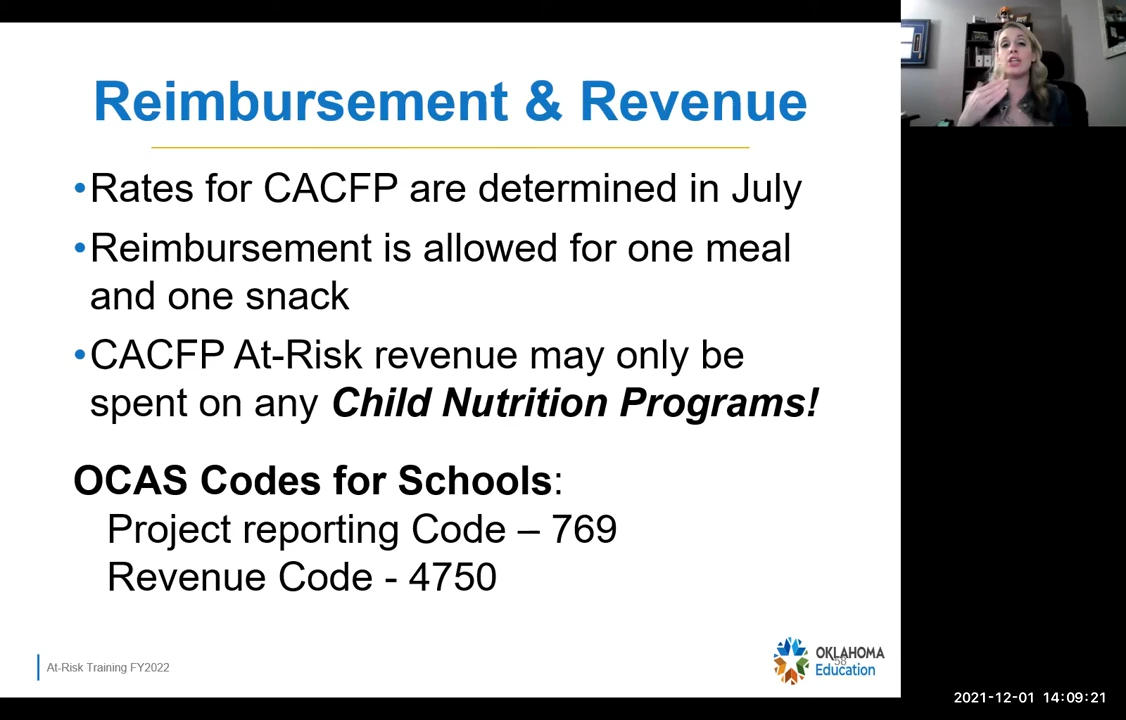 Reimbursement & Revenue
•Rates for CACFP are determined in July
•Reimbursement is allowed for one meal
and one snack
•CACFP At-Risk revenue may only be
spent on any Child Nutrition Programs!
OCAS Codes for Schools:
Project reporting Code – 769
Revenue Code - 4750
At-Risk Training FY2022
OKLAHOMA
58
Education
2021-12-01 14:09:21